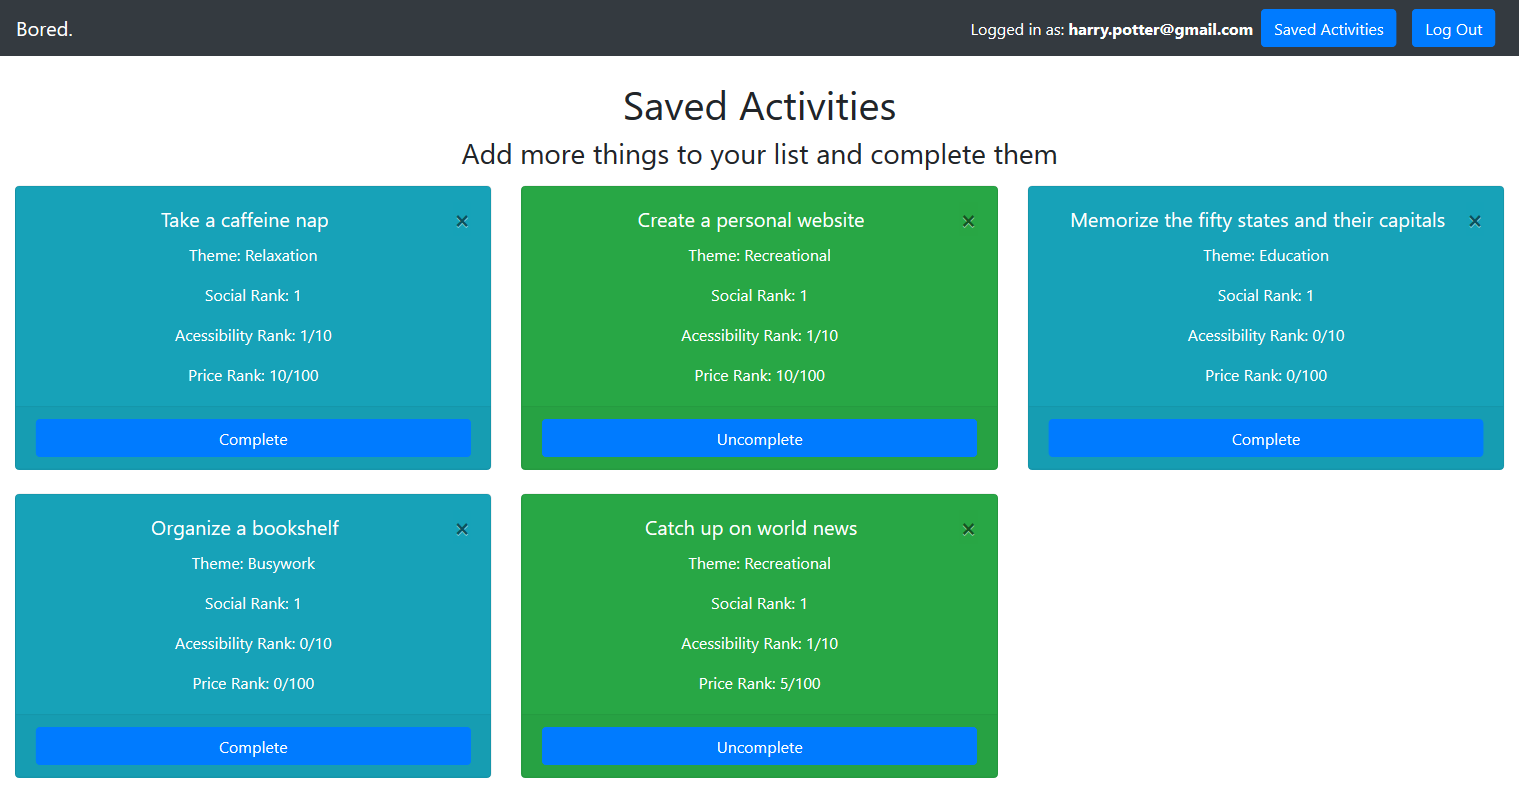 Bored.
Logged in as: harry.potter@gmail.com Saved Activities Log Out
Saved Activities
Add more things to your list and complete them
Take a caffeine nap ×
Theme: Relaxation
Social Rank: 1
Acessibility Rank: 1/10
Price Rank: 10/100
Complete
Create a personal website ×
Theme: Recreational
Social Rank: 1
Acessibility Rank: 1/10
Price Rank: 10/100
Uncomplete
Memorize the fifty states and their capitals ×
Theme: Education
Social Rank: 1
Acessibility Rank: 0/10
Price Rank: 0/100
Complete
Organize a bookshelf ×
Theme: Busywork
Social Rank: 1
Acessibility Rank: 0/10
Price Rank: 0/100
Complete
Catch up on world news ×
Theme: Recreational
Social Rank: 1
Acessibility Rank: 1/10
Price Rank: 5/100
Uncomplete